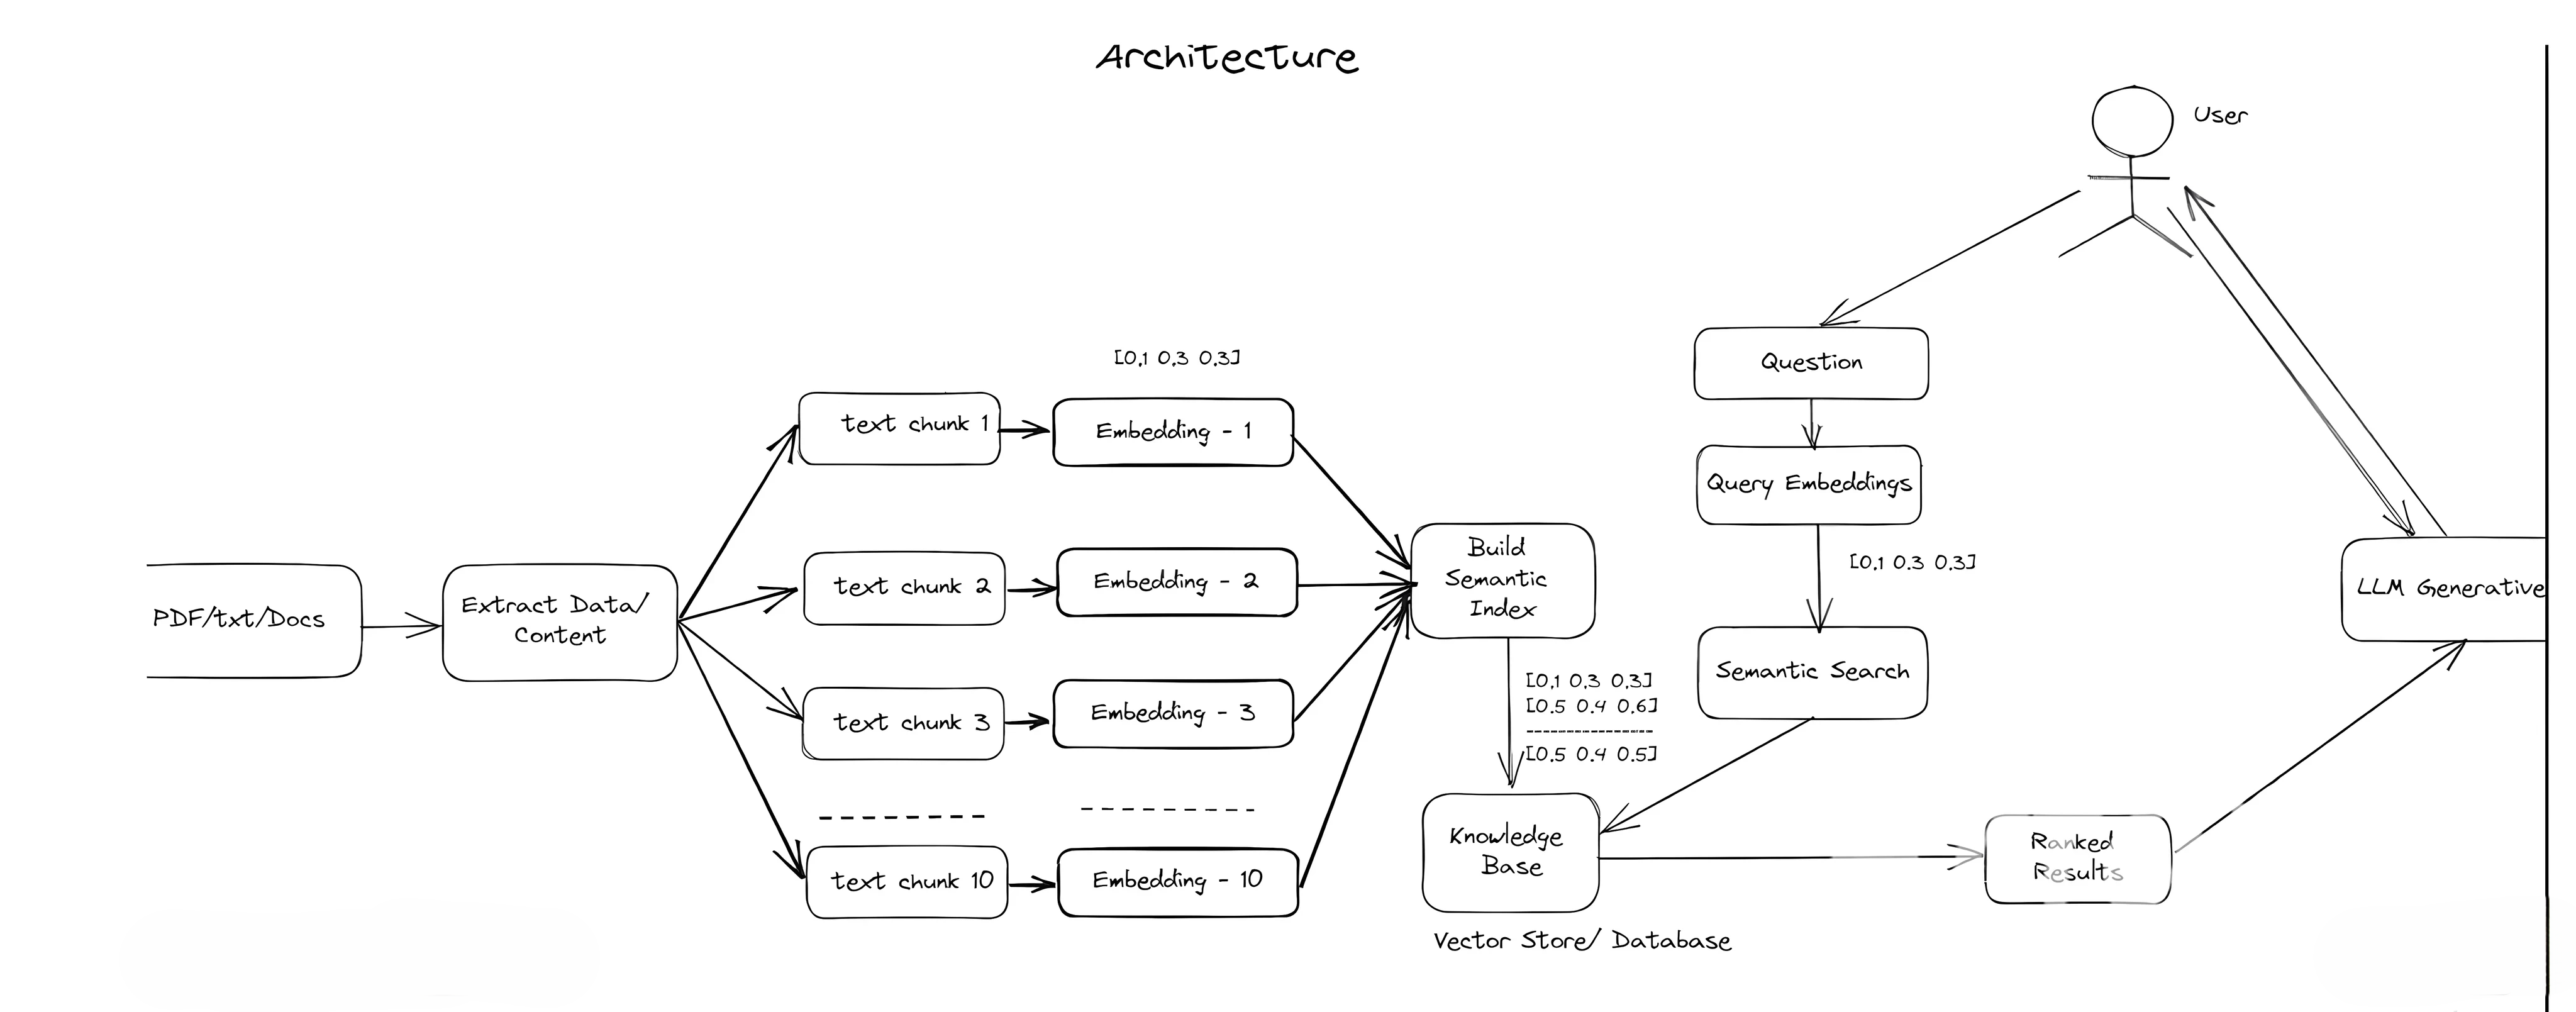 Architecture
User
[0.1 0.3 0.3]
Question
text chunk 1
Embedding - 1
Query Embeddings
Build
Semantic
Index
[0.1 0.3 0.3]
text chunk 2
Embedding - 2
LLM Generative
PDF/txt/Docs
Extract Data/
Content
Semantic Search
[0.1 0.3 0.3]
[0.5 0.4 0.6]
[0.5 0.4 0.5]
text chunk 3
Embedding - 3
Knowledge
Base
Ranked
Results
text chunk 10
Embedding - 10
Vector Store/ Database